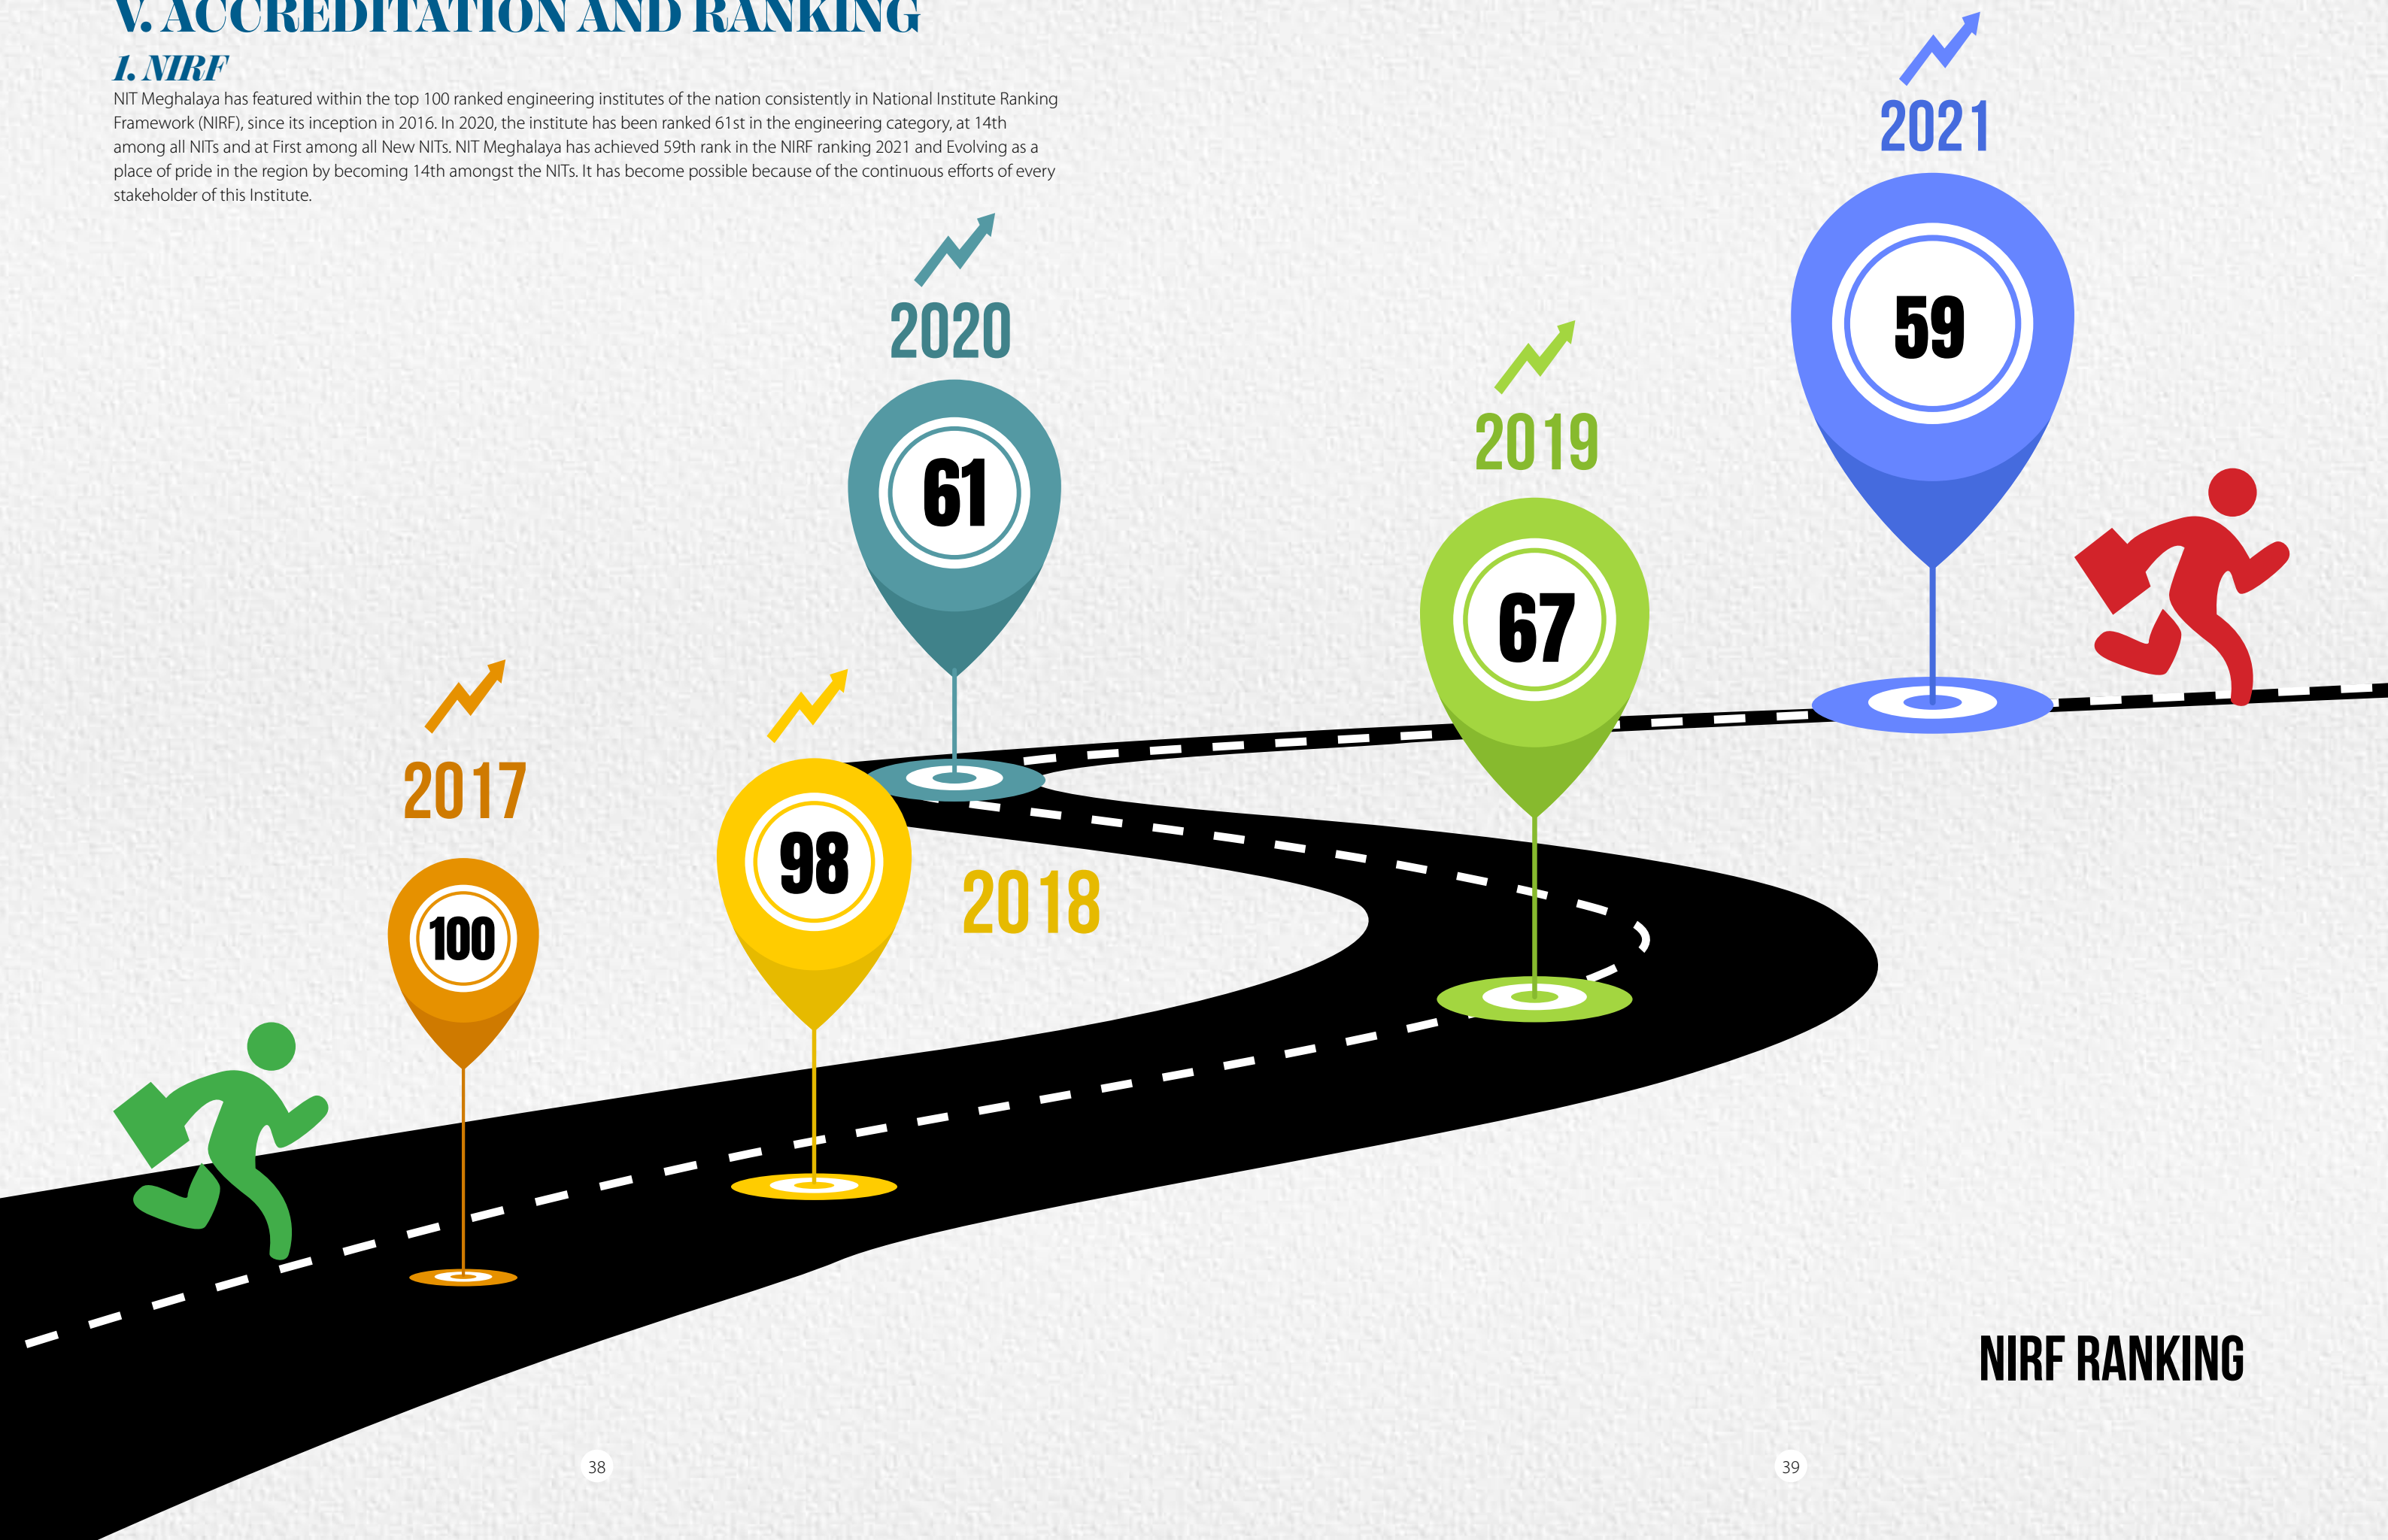 V. ACCREDITATION AND RANKING
1. NIRF
NIT Meghalaya has featured within the top 100 ranked engineering institutes of the nation consistently in National Institute Ranking
Framework (NIRF), since its inception in 2016. In 2020, the institute has been ranked 61st in the engineering category, at 14th
among all NITs and at First among all New NITs. NIT Meghalaya has achieved 59th rank in the NIRF ranking 2021 and Evolving as a
place of pride in the region by becoming 14th amongst the NITs. It has become possible because of the continuous efforts of every
stakeholder of this Institute.
2021
59
2020
61
2019
67
2017
100
98
2018
NIRF RANKING
38
39